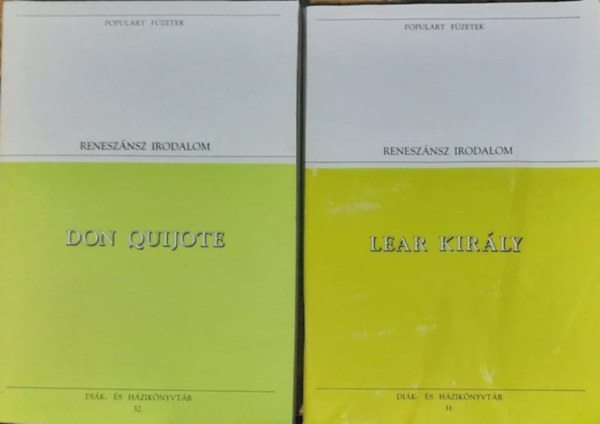 POPULART FÜZETEK
RENESZÁNSZ IRODALOM
DON QUIJOTE
DIÁK- ÉS HÁZIKÖNYVTÁR
32.
POPULART FÜZETEK
RENESZÁNSZ IRODALOM
LEAR KIRÁLY
DIÁK- ÉS HÁZIKÖNYVTÁR
31.